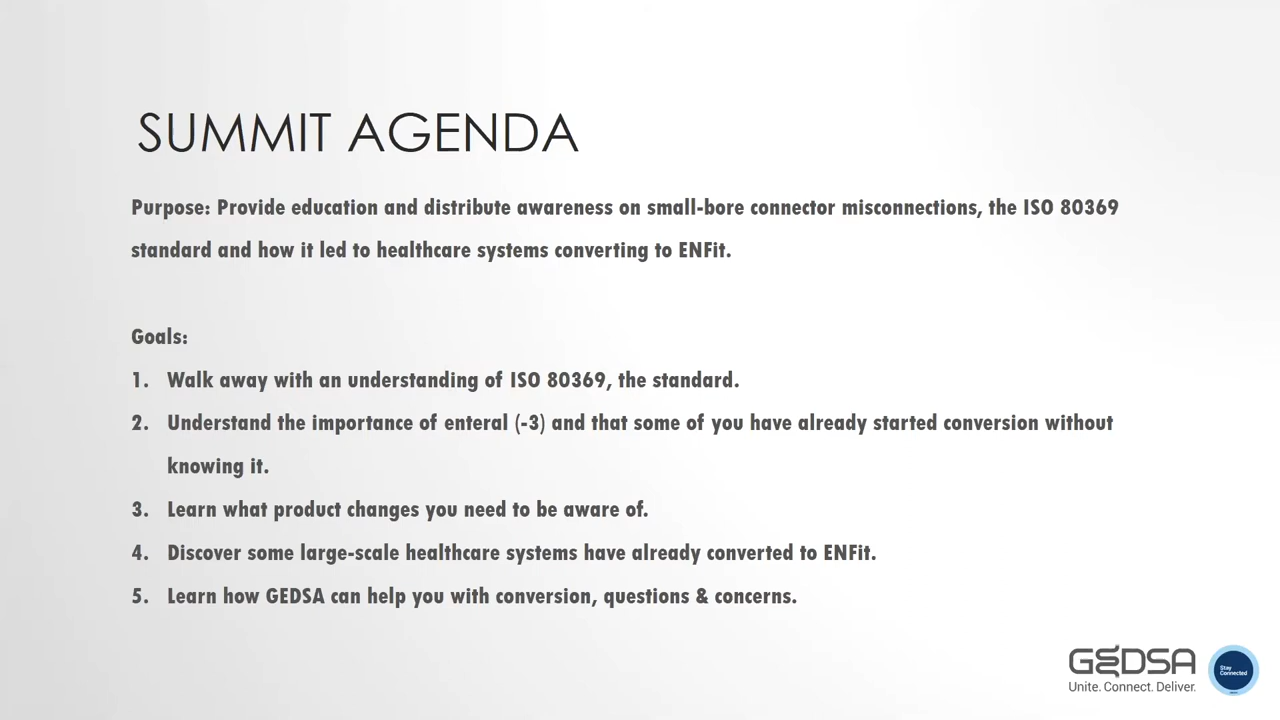 SUMMIT AGENDA
Purpose: Provide education and distribute awareness on small-bore connector misconnections, the ISO 80369
standard and how it led to healthcare systems converting to ENFit.
Goals:
1. Walk away with an understanding of ISO 80369, the standard.
2. Understand the importance of enteral (-3) and that some of you have already started conversion without
knowing it.
3. Learn what product changes you need to be aware of.
4. Discover some large-scale healthcare systems have already converted to ENFit.
5. Learn how GEDSA can help you with conversion, questions & concerns.
GEDSA
Unite. Connect. Deliver.
Stay
Connected